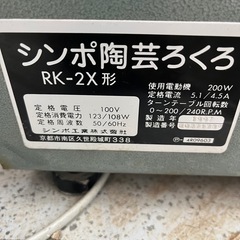 シンポ陶芸ろくろ
RK-2X形
定格電圧 100V
定格消費電力 123/108W
定格周波数 50/60Hz
シンポ工業株式会社
京都市南区久世殿城町338
使用電動機 200W
定格電流 5.1/4.5A
ターンテーブル回転数
0-200/240R.P.M
製造年
製造番号
4R09603